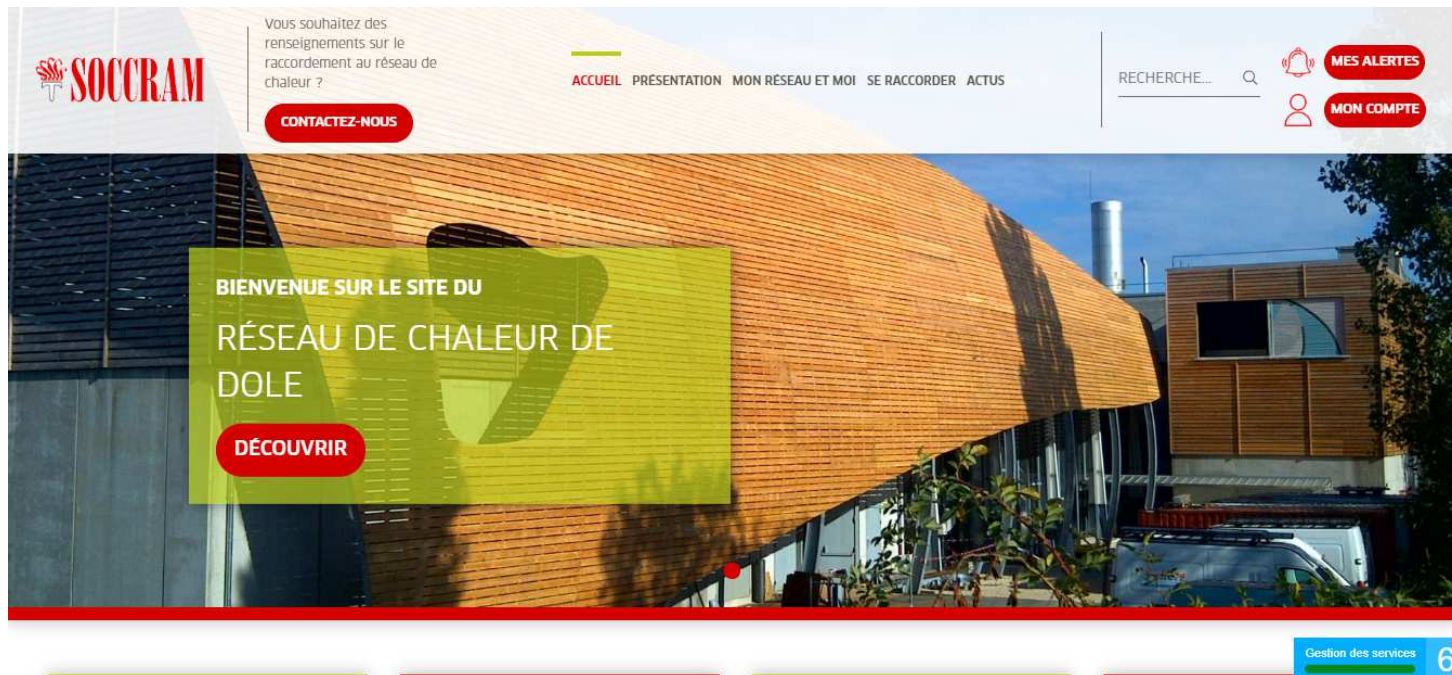 SOCCRAM
Vous souhaitez des
renseignements sur le
raccordement au réseau de
chaleur ?
CONTACTEZ-NOUS
ACCUEIL PRÉSENTATION MON RÉSEAU ET MOI SE RACCORDER ACTUS
RECHERCHE...
MES ALERTES
MON COMPTE
BIENVENUE SUR LE SITE DU
RÉSEAU DE CHALEUR DE
DOLE
DÉCOUVRIR
Gestion des services 6